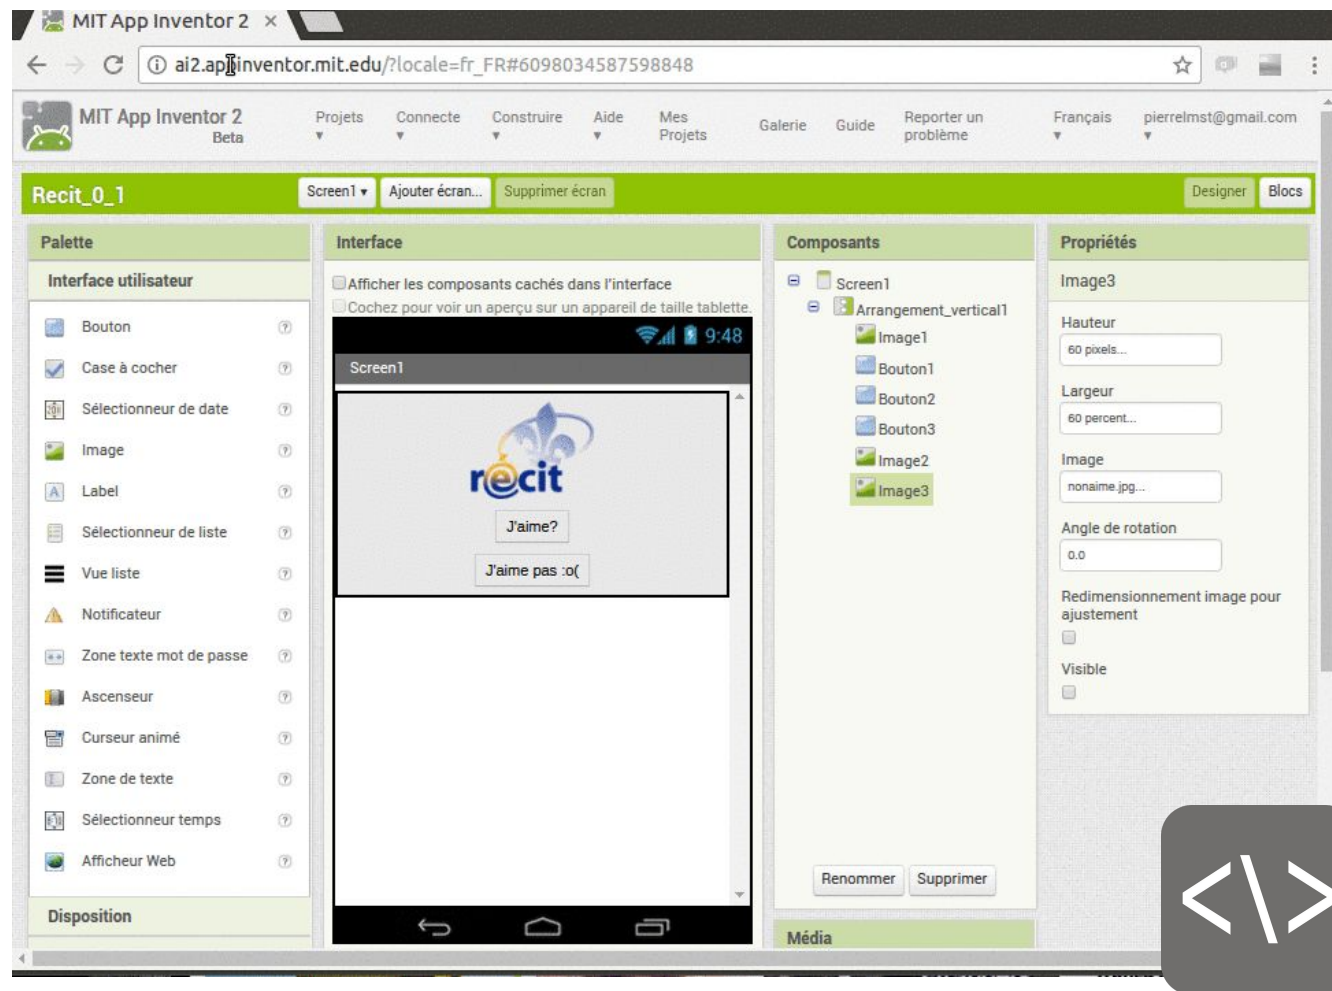 MIT App Inventor 2 ×
ai2.appinventor.mit.edu/?locale=fr_FR#6098034587598848
MIT App Inventor 2
Beta
Projets
Connecte
Construire
Aide
Mes
Projets
Galerie
Guide
Reporter un
problème
Français
pierrelmst@gmail.com
Recit_0_1
Screen1
Ajouter écran...
Supprimer écran
Designer
Blocs
Palette
Interface utilisateur
Bouton
Case à cocher
Sélectionneur de date
Image
Label
Sélectionneur de liste
Vue liste
Notificateur
Zone texte mot de passe
Ascenseur
Curseur animé
Zone de texte
Sélectionneur temps
Afficheur Web
Disposition
Interface
Afficher les composants cachés dans l'interface
Cochez pour voir un aperçu sur un appareil de taille tablette.
9:48
Screen1
récit
J'aime?
J'aime pas :o(
Composants
Screen1
Arrangement_vertical1
Image1
Bouton1
Bouton2
Bouton3
Image2
Image3
Renommer
Supprimer
Média
Propriétés
Image3
Hauteur
60 pixels...
Largeur
60 percent...
Image
nonaime.jpg...
Angle de rotation
0.0
Redimensionnement image pour
ajustement
Visible
<\>